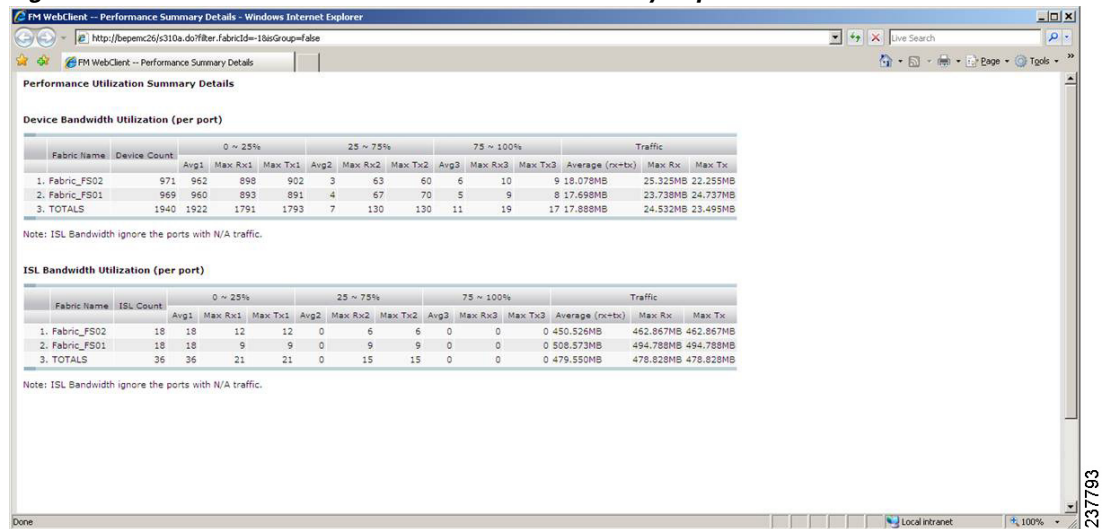 FM WebClient -- Performance Summary Details - Windows Internet Explorer
http://bepemc26/s310a.do?filter.fabricId=-1&isGroup=false
Live Search
FM WebClient -- Performance Summary Details
Page Tools
Performance Utilization Summary Details
Device Bandwidth Utilization (per port)
Fabric Name Device Count 0 ~ 25% 25 ~ 75% 75 ~ 100% Traffic
Avg1 Max Rx1 Max Tx1 Avg2 Max Rx2 Max Tx2 Avg3 Max Rx3 Max Tx3 Average (rx+tx) Max Rx Max Tx
1. Fabric_FS02 971 962 898 902 3 63 60 6 10 9 18.078MB 25.325MB 22.255MB
2. Fabric_FS01 969 960 893 891 4 67 70 5 9 8 17.698MB 23.738MB 24.737MB
3. TOTALS 1940 1922 1791 1793 7 130 130 11 19 17 17.888MB 24.532MB 23.495MB
Note: ISL Bandwidth ignore the ports with N/A traffic.
ISL Bandwidth Utilization (per port)
Fabric Name ISL Count 0 ~ 25% 25 ~ 75% 75 ~ 100% Traffic
Avg1 Max Rx1 Max Tx1 Avg2 Max Rx2 Max Tx2 Avg3 Max Rx3 Max Tx3 Average (rx+tx) Max Rx Max Tx
1. Fabric_FS02 18 18 12 12 0 6 6 0 0 0 450.526MB 462.867MB 462.867MB
2. Fabric_FS01 18 18 9 9 0 9 9 0 0 0 508.573MB 494.788MB 494.788MB
3. TOTALS 36 36 21 21 0 15 15 0 0 0 479.550MB 478.828MB 478.828MB
Note: ISL Bandwidth ignore the ports with N/A traffic.
Done
Local intranet
100%
237793